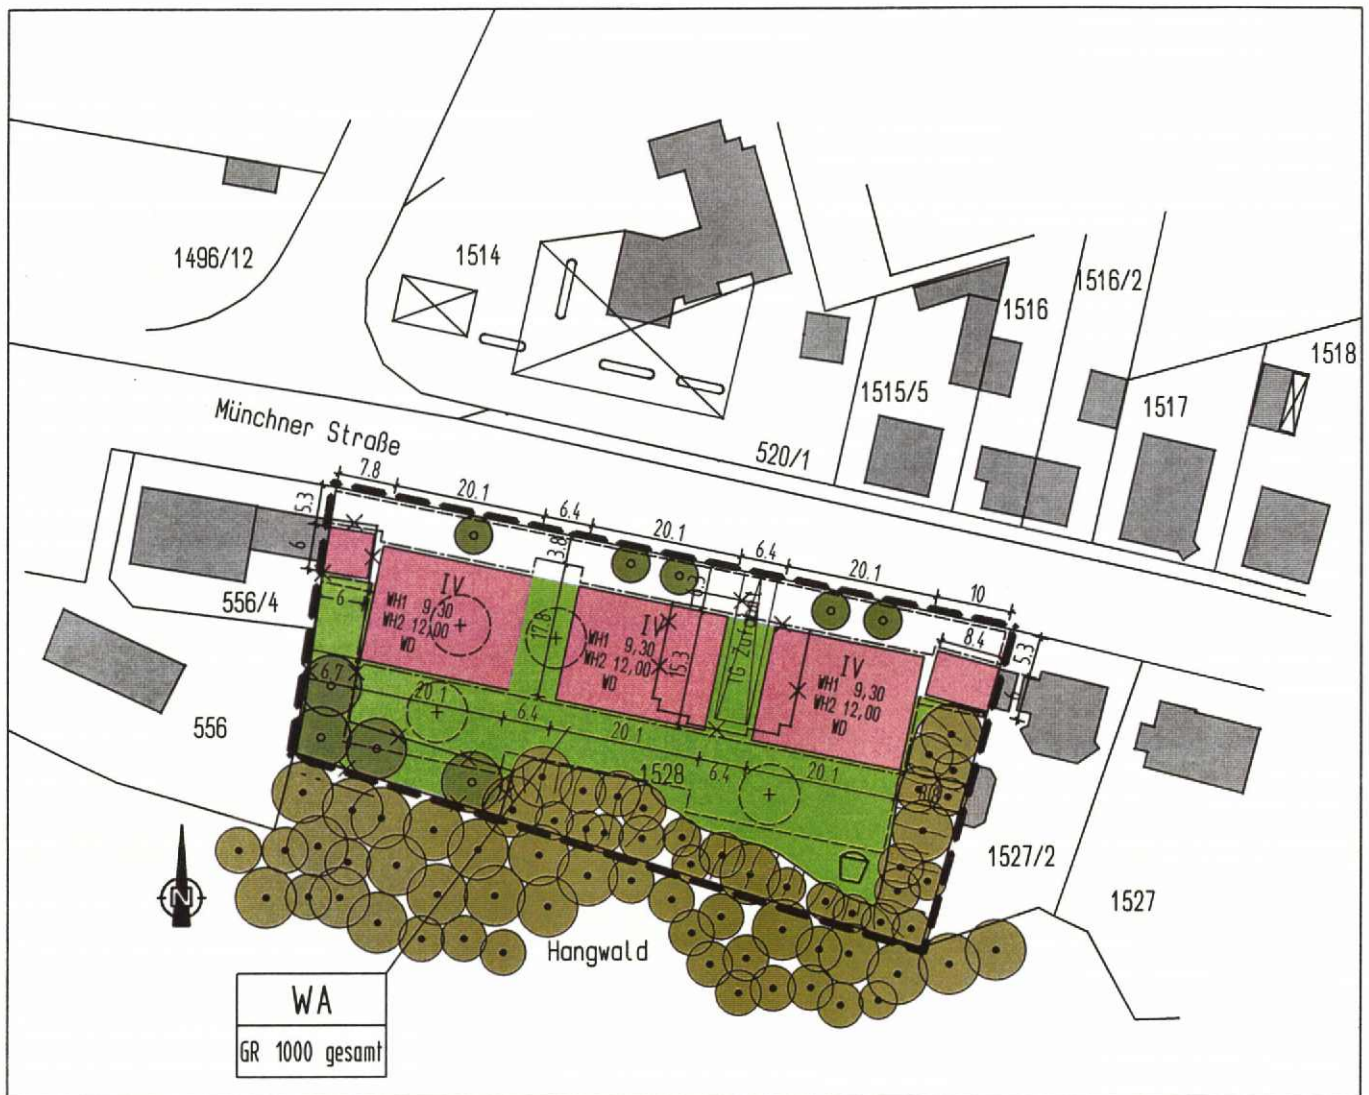 1496/12
1514
1516/2
1516
1518
1515/5
1517
Münchner Straße
520/1
7.8
20.1
6.4
20.1
6.4
20.1
10
5.3
6
3.8
8.4
5.3
6
556/4
IV
WH1 9,30
WH2 12,00
WD
17.8
IV
WH1 9,30
WH2 12,00
WD
15.3
TG Zufahrt
IV
WH1 9,30
WH2 12,00
WD
6.7
20.1
6.4
20.1
6.4
20.1
556
1528
1527/2
1527
N
Hangwald
WA
GR 1000 gesamt